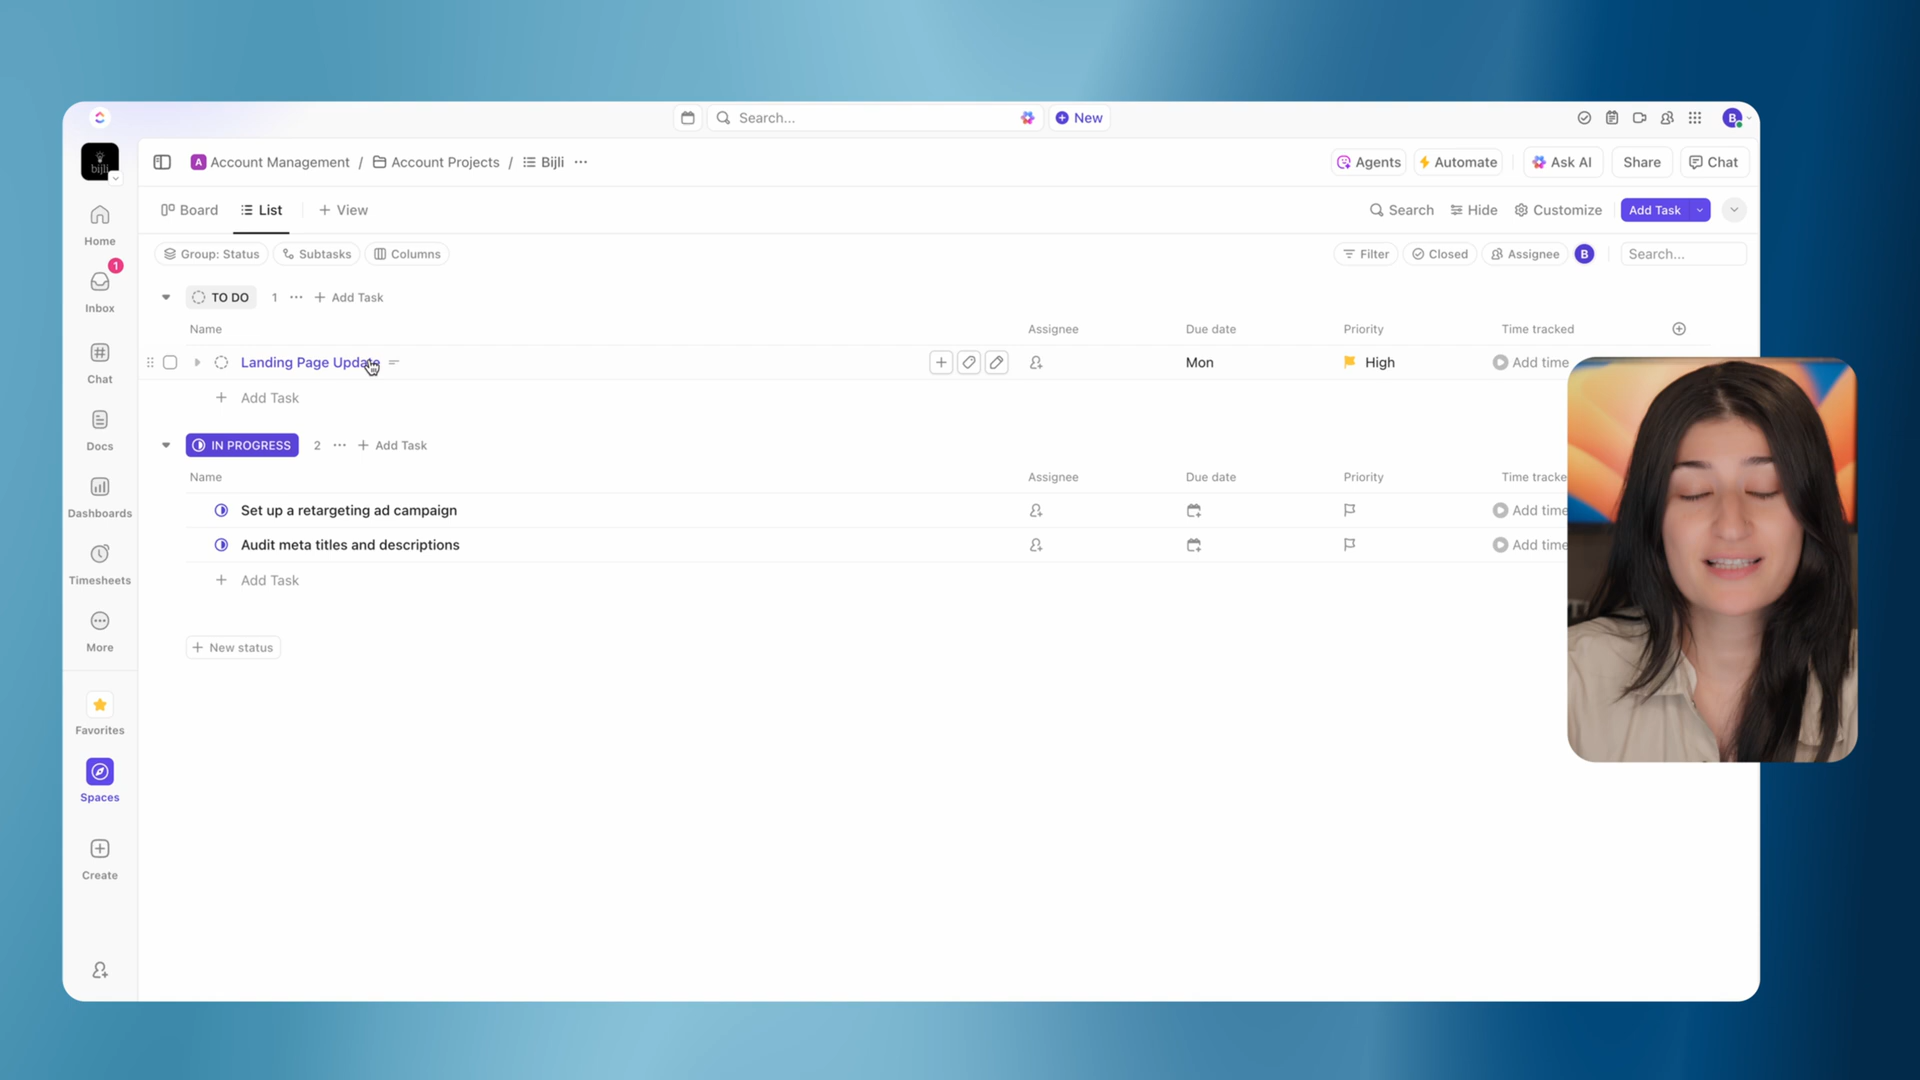 Search...
New
B
bijli
A Account Management / Account Projects / Bijli ...
Agents
Automate
Ask AI
Share
Chat
Board
List
+ View
Search
Hide
Customize
Add Task
Group: Status
Subtasks
Columns
Filter
Closed
Assignee
B
Search...
Home
1
Inbox
Chat
Docs
Dashboards
Timesheets
More
Favorites
Spaces
Create
TO DO 1 ... + Add Task
Name Assignee Due date Priority Time tracked
Landing Page Update Mon High Add time
+ Add Task
IN PROGRESS 2 ... + Add Task
Name Assignee Due date Priority Time tracke
Set up a retargeting ad campaign Add time
Audit meta titles and descriptions Add time
+ Add Task
+ New status